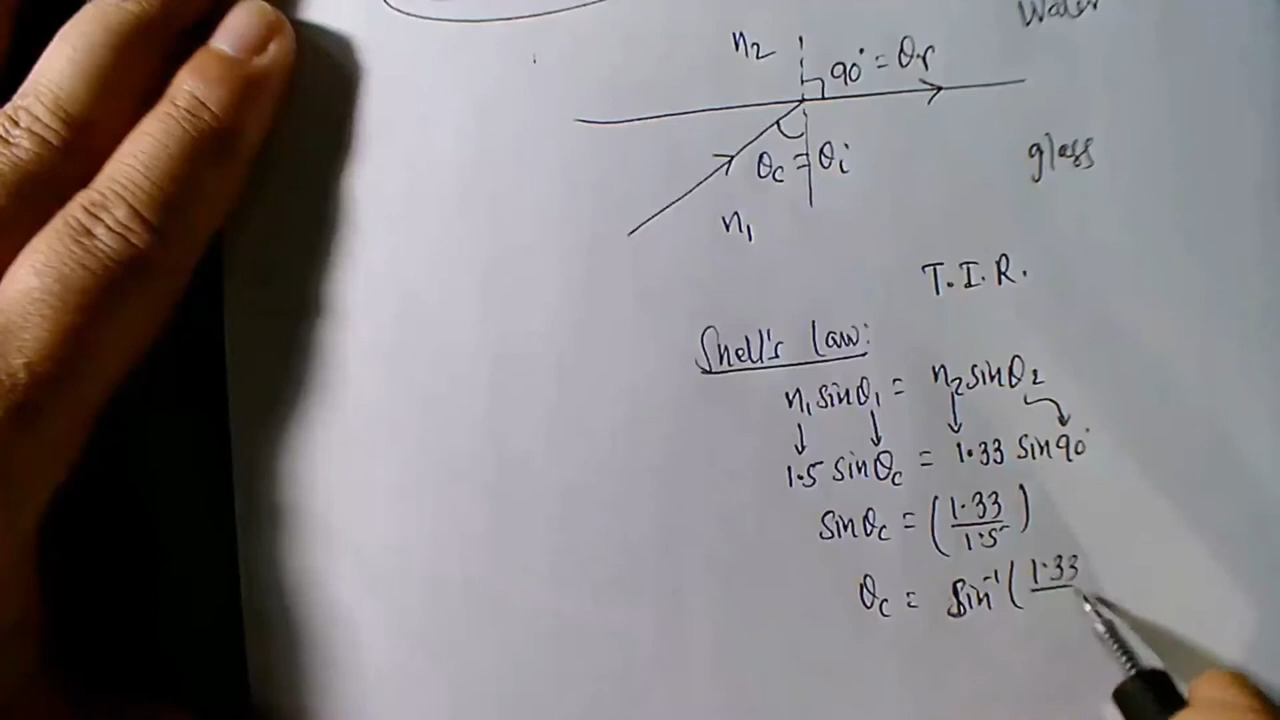 Water
n₂ 90° = θr
θc = θi
glass
n₁
T.I.R.
Snell's law:
n₁ sinθ₁ = n₂ sinθ₂
1.5 sinθc = 1.33 sin90°
sinθc = (1.33/1.5)
θc = sin⁻¹(1.33